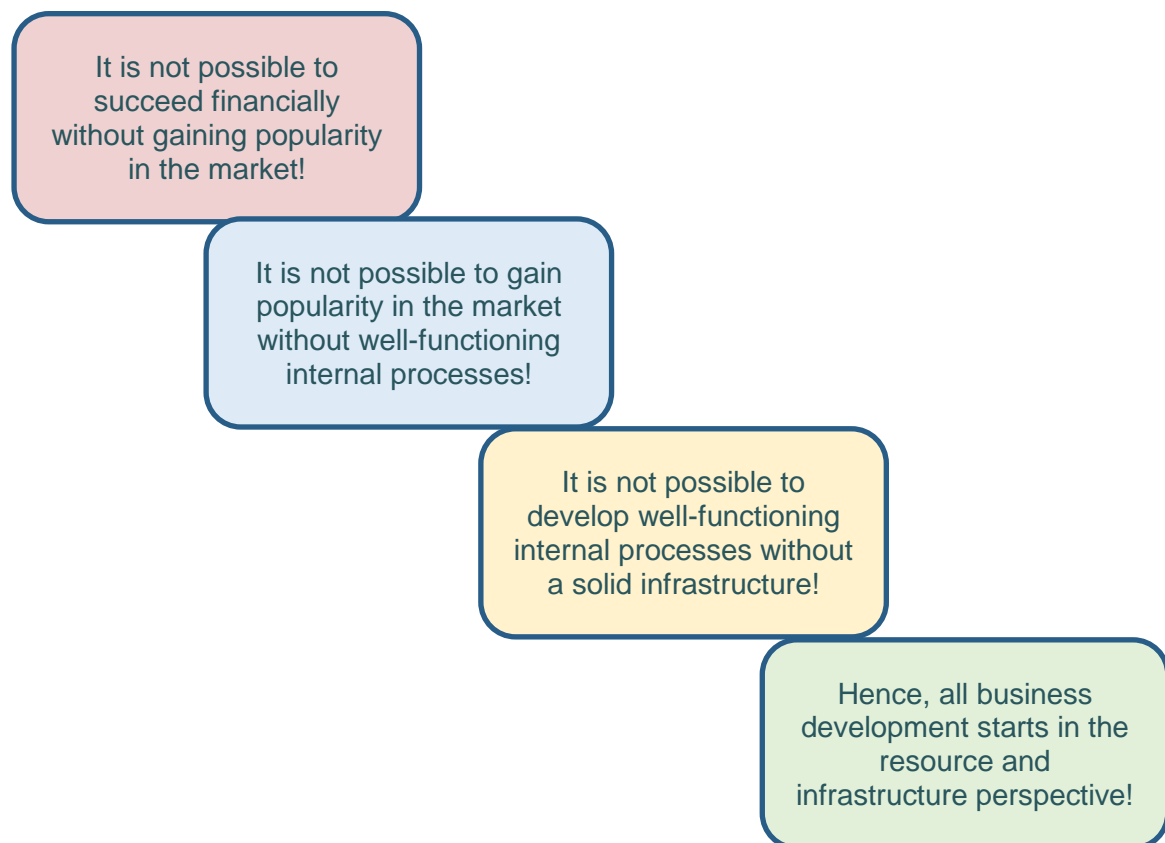 It is not possible to
succeed financially
without gaining popularity
in the market!
It is not possible to gain
popularity in the market
without well-functioning
internal processes!
It is not possible to
develop well-functioning
internal processes without
a solid infrastructure!
Hence, all business
development starts in the
resource and
infrastructure perspective!